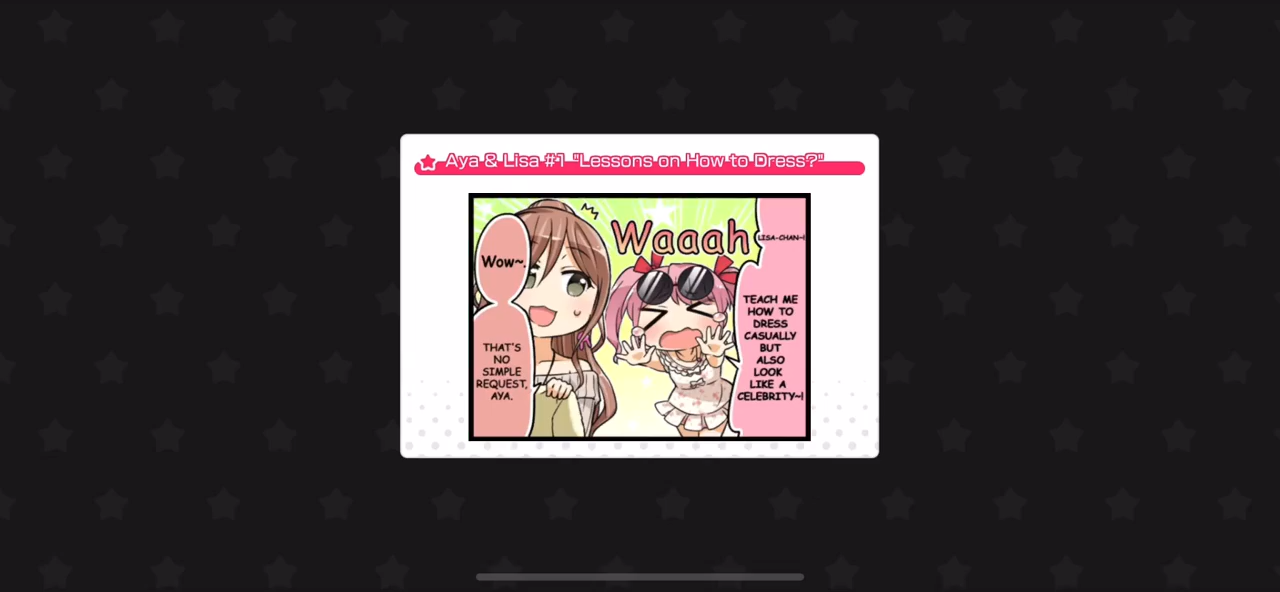 Aya & Lisa #1 "Lessons on How to Dress?"
Waaah
LISA-CHAN~!
TEACH ME
HOW TO
DRESS
CASUALLY
BUT
ALSO
LOOK
LIKE A
CELEBRITY~!
Wow~.
THAT'S
NO
SIMPLE
REQUEST,
AYA.